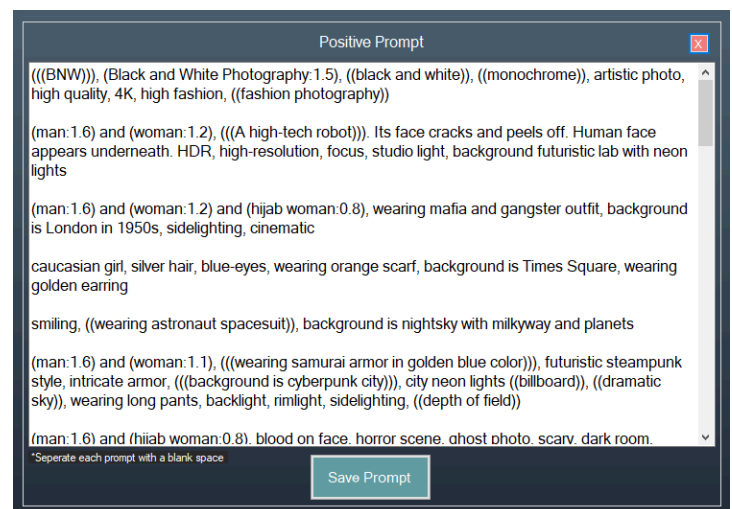 Positive Prompt
X
(((BNW))), (Black and White Photography:1.5), ((black and white)), ((monochrome)), artistic photo,
high quality, 4K, high fashion, ((fashion photography))
(man:1.6) and (woman:1.2), (((A high-tech robot))). Its face cracks and peels off. Human face
appears underneath. HDR, high-resolution, focus, studio light, background futuristic lab with neon
lights
(man:1.6) and (woman:1.2) and (hijab woman:0.8), wearing mafia and gangster outfit, background
is London in 1950s, sidelighting, cinematic
caucasian girl, silver hair, blue-eyes, wearing orange scarf, background is Times Square, wearing
golden earring
smiling, ((wearing astronaut spacesuit)), background is nightsky with milkyway and planets
(man:1.6) and (woman:1.1), (((wearing samurai armor in golden blue color))), futuristic steampunk
style, intricate armor, (((background is cyberpunk city))), city neon lights ((billboard)), ((dramatic
sky)), wearing long pants, backlight, rimlight, sidelighting, ((depth of field))
(man:1.6) and (hijab woman:0.8), blood on face, horror scene, ghost photo, scary, dark room,
*Seperate each prompt with a blank space
Save Prompt